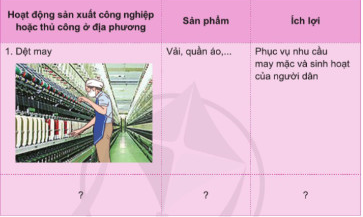 Hoạt động sản xuất công nghiệp
hoặc thủ công ở địa phương
Sản phẩm
Ích lợi
1. Dệt may
Vải, quần áo,...
Phục vụ nhu cầu
may mặc và sinh hoạt
của người dân
?
?
?